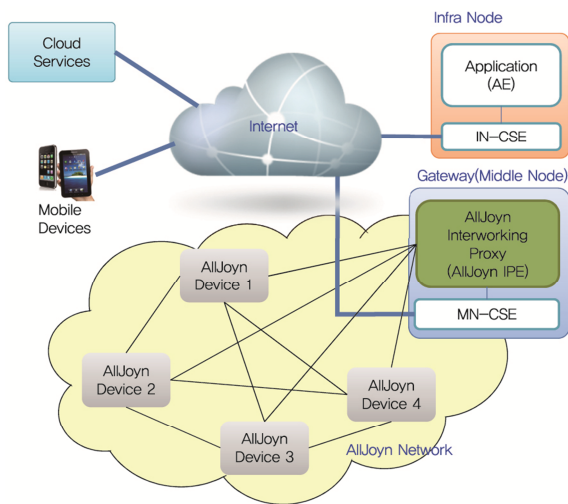 Infra Node
Cloud
Services
Application
(AE)
Internet
IN-CSE
Gateway(Middle Node)
Mobile
Devices
AllJoyn
Interworking
Proxy
(AllJoyn IPE)
AllJoyn
Device 1
MN-CSE
AllJoyn
Device 2
AllJoyn
Device 4
AllJoyn
Device 3
AllJoyn Network